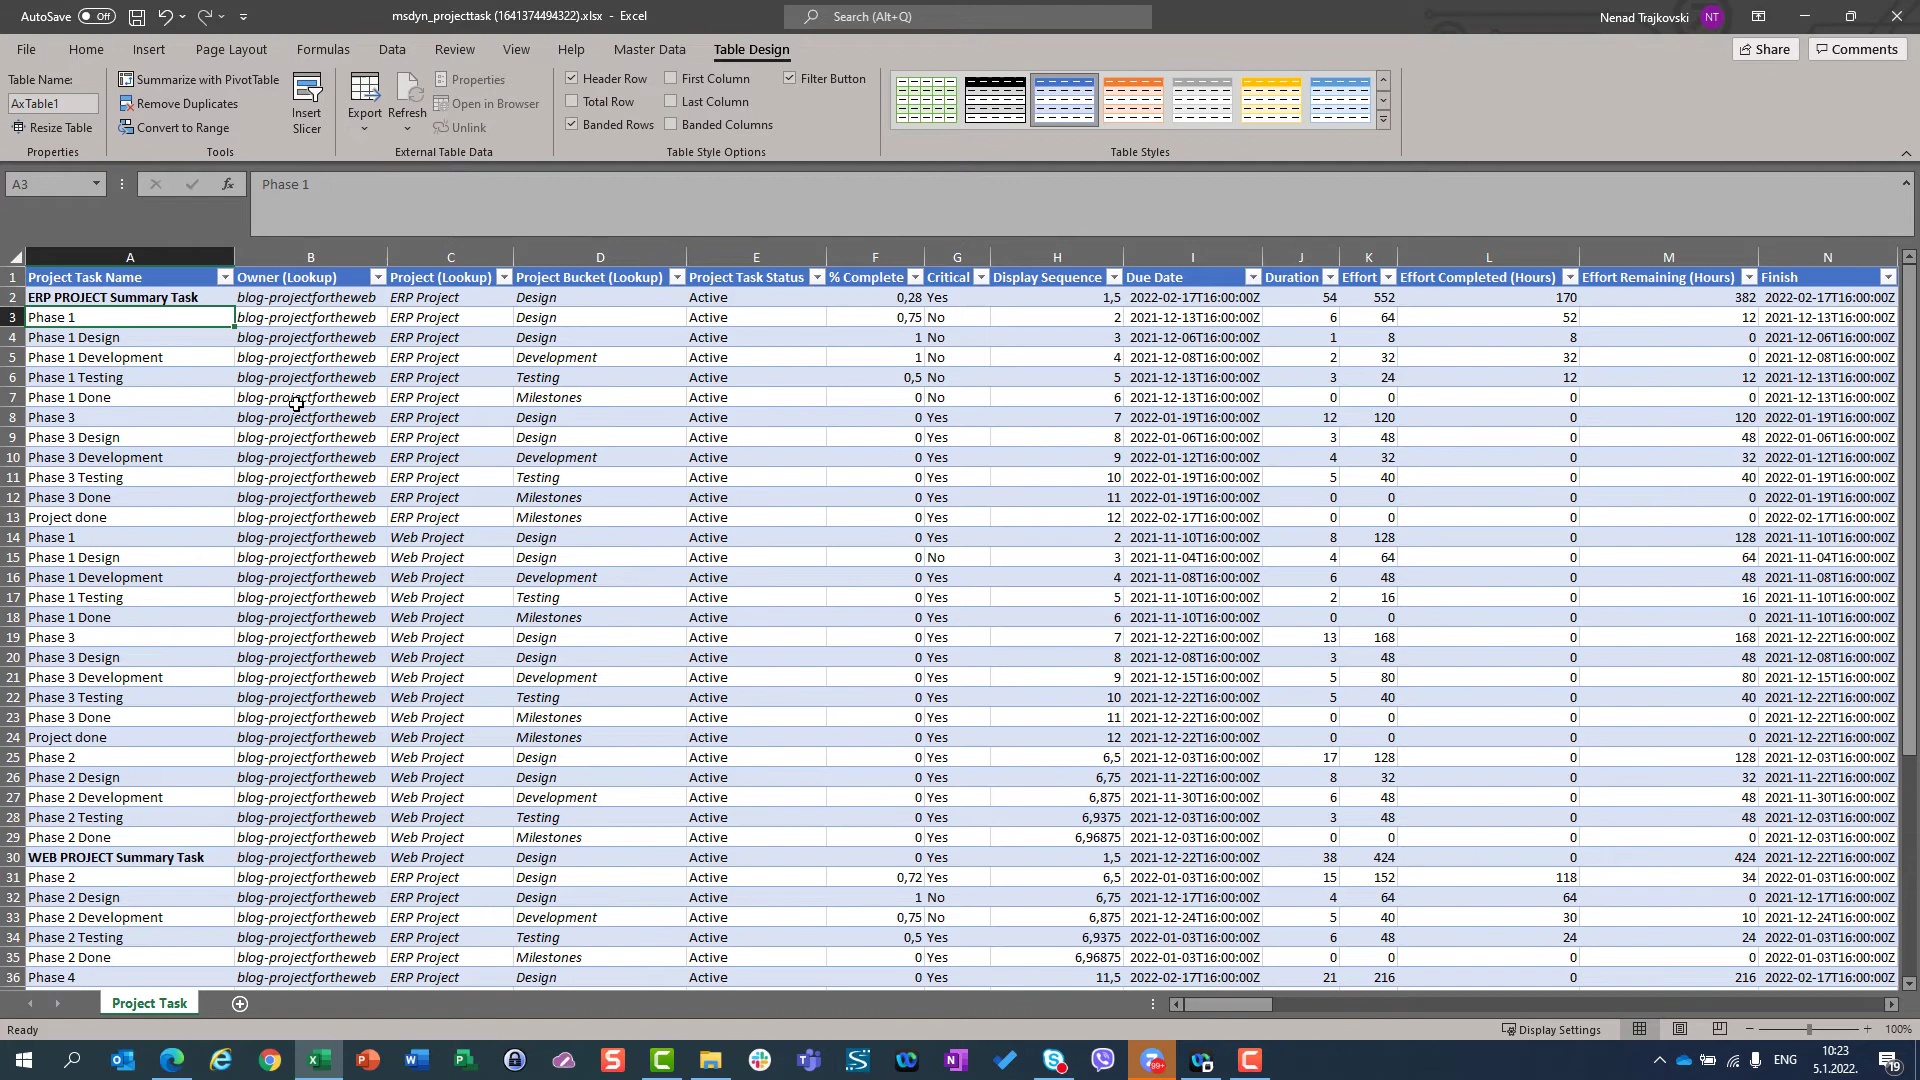 AutoSave Off msdyn_projecttask (1641374494322).xlsx - Excel Search (Alt+Q) Nenad Trajkovski NT
File Home Insert Page Layout Formulas Data Review View Help Master Data Table Design Share Comments
Table Name: Summarize with PivotTable Properties Header Row First Column Filter Button
AxTable1 Remove Duplicates Insert Slicer Export Refresh Open in Browser Total Row Last Column
Resize Table Convert to Range Unlink Banded Rows Banded Columns
Properties Tools External Table Data Table Style Options Table Styles
A3 fx Phase 1
A B C D E F G H I J K L M N
1 Project Task Name Owner (Lookup) Project (Lookup) Project Bucket (Lookup) Project Task Status % Complete Critical Display Sequence Due Date Duration Effort Effort Completed (Hours) Effort Remaining (Hours) Finish
2 ERP PROJECT Summary Task blog-projectfortheweb ERP Project Design Active 0,28 Yes 1,5 2022-02-17T16:00:00Z 54 552 170 382 2022-02-17T16:00:00Z
3 Phase 1 blog-projectfortheweb ERP Project Design Active 0,75 No 2 2021-12-13T16:00:00Z 6 64 52 12 2021-12-13T16:00:00Z
4 Phase 1 Design blog-projectfortheweb ERP Project Design Active 1 No 3 2021-12-06T16:00:00Z 1 8 8 0 2021-12-06T16:00:00Z
5 Phase 1 Development blog-projectfortheweb ERP Project Development Active 1 No 4 2021-12-08T16:00:00Z 2 32 32 0 2021-12-08T16:00:00Z
6 Phase 1 Testing blog-projectfortheweb ERP Project Testing Active 0,5 No 5 2021-12-13T16:00:00Z 3 24 12 12 2021-12-13T16:00:00Z
7 Phase 1 Done blog-projectfortheweb ERP Project Milestones Active 0 No 6 2021-12-13T16:00:00Z 0 0 0 0 2021-12-13T16:00:00Z
8 Phase 3 blog-projectfortheweb ERP Project Design Active 0 Yes 7 2022-01-19T16:00:00Z 12 120 0 120 2022-01-19T16:00:00Z
9 Phase 3 Design blog-projectfortheweb ERP Project Design Active 0 Yes 8 2022-01-06T16:00:00Z 3 48 0 48 2022-01-06T16:00:00Z
10 Phase 3 Development blog-projectfortheweb ERP Project Development Active 0 Yes 9 2022-01-12T16:00:00Z 4 32 0 32 2022-01-12T16:00:00Z
11 Phase 3 Testing blog-projectfortheweb ERP Project Testing Active 0 Yes 10 2022-01-19T16:00:00Z 5 40 0 40 2022-01-19T16:00:00Z
12 Phase 3 Done blog-projectfortheweb ERP Project Milestones Active 0 Yes 11 2022-01-19T16:00:00Z 0 0 0 0 2022-01-19T16:00:00Z
13 Project done blog-projectfortheweb ERP Project Milestones Active 0 Yes 12 2022-02-17T16:00:00Z 0 0 0 0 2022-02-17T16:00:00Z
14 Phase 1 blog-projectfortheweb Web Project Design Active 0 Yes 2 2021-11-10T16:00:00Z 8 128 0 128 2021-11-10T16:00:00Z
15 Phase 1 Design blog-projectfortheweb Web Project Design Active 0 No 3 2021-11-04T16:00:00Z 4 64 0 64 2021-11-04T16:00:00Z
16 Phase 1 Development blog-projectfortheweb Web Project Development Active 0 Yes 4 2021-11-08T16:00:00Z 6 48 0 48 2021-11-08T16:00:00Z
17 Phase 1 Testing blog-projectfortheweb Web Project Testing Active 0 Yes 5 2021-11-10T16:00:00Z 2 16 0 16 2021-11-10T16:00:00Z
18 Phase 1 Done blog-projectfortheweb Web Project Milestones Active 0 Yes 6 2021-11-10T16:00:00Z 0 0 0 0 2021-11-10T16:00:00Z
19 Phase 3 blog-projectfortheweb Web Project Design Active 0 Yes 7 2021-12-22T16:00:00Z 13 168 0 168 2021-12-22T16:00:00Z
20 Phase 3 Design blog-projectfortheweb Web Project Design Active 0 Yes 8 2021-12-08T16:00:00Z 3 48 0 48 2021-12-08T16:00:00Z
21 Phase 3 Development blog-projectfortheweb Web Project Development Active 0 Yes 9 2021-12-15T16:00:00Z 5 80 0 80 2021-12-15T16:00:00Z
22 Phase 3 Testing blog-projectfortheweb Web Project Testing Active 0 Yes 10 2021-12-22T16:00:00Z 5 40 0 40 2021-12-22T16:00:00Z
23 Phase 3 Done blog-projectfortheweb Web Project Milestones Active 0 Yes 11 2021-12-22T16:00:00Z 0 0 0 0 2021-12-22T16:00:00Z
24 Project done blog-projectfortheweb Web Project Milestones Active 0 Yes 12 2021-12-22T16:00:00Z 0 0 0 0 2021-12-22T16:00:00Z
25 Phase 2 blog-projectfortheweb Web Project Design Active 0 Yes 6,5 2021-12-03T16:00:00Z 17 128 0 128 2021-12-03T16:00:00Z
26 Phase 2 Design blog-projectfortheweb Web Project Design Active 0 Yes 6,75 2021-11-22T16:00:00Z 8 32 0 32 2021-11-22T16:00:00Z
27 Phase 2 Development blog-projectfortheweb Web Project Development Active 0 Yes 6,875 2021-11-30T16:00:00Z 6 48 0 48 2021-11-30T16:00:00Z
28 Phase 2 Testing blog-projectfortheweb Web Project Testing Active 0 Yes 6,9375 2021-12-03T16:00:00Z 3 48 0 48 2021-12-03T16:00:00Z
29 Phase 2 Done blog-projectfortheweb Web Project Milestones Active 0 Yes 6,96875 2021-12-03T16:00:00Z 0 0 0 0 2021-12-03T16:00:00Z
30 WEB PROJECT Summary Task blog-projectfortheweb Web Project Design Active 0 Yes 1,5 2021-12-22T16:00:00Z 38 424 0 424 2021-12-22T16:00:00Z
31 Phase 2 blog-projectfortheweb ERP Project Design Active 0,72 Yes 6,5 2022-01-03T16:00:00Z 15 152 118 34 2022-01-03T16:00:00Z
32 Phase 2 Design blog-projectfortheweb ERP Project Design Active 1 No 6,75 2021-12-17T16:00:00Z 4 64 64 0 2021-12-17T16:00:00Z
33 Phase 2 Development blog-projectfortheweb ERP Project Development Active 0,75 No 6,875 2021-12-24T16:00:00Z 5 40 30 10 2021-12-24T16:00:00Z
34 Phase 2 Testing blog-projectfortheweb ERP Project Testing Active 0,5 Yes 6,9375 2022-01-03T16:00:00Z 6 48 24 24 2022-01-03T16:00:00Z
35 Phase 2 Done blog-projectfortheweb ERP Project Milestones Active 0 Yes 6,96875 2022-01-03T16:00:00Z 0 0 0 0 2022-01-03T16:00:00Z
36 Phase 4 blog-projectfortheweb ERP Project Design Active 0 Yes 11,5 2022-02-17T16:00:00Z 21 216 0 216 2022-02-17T16:00:00Z
Project Task
Ready Display Settings 100%
99+ ENG 10:23
5.1.2022. 19